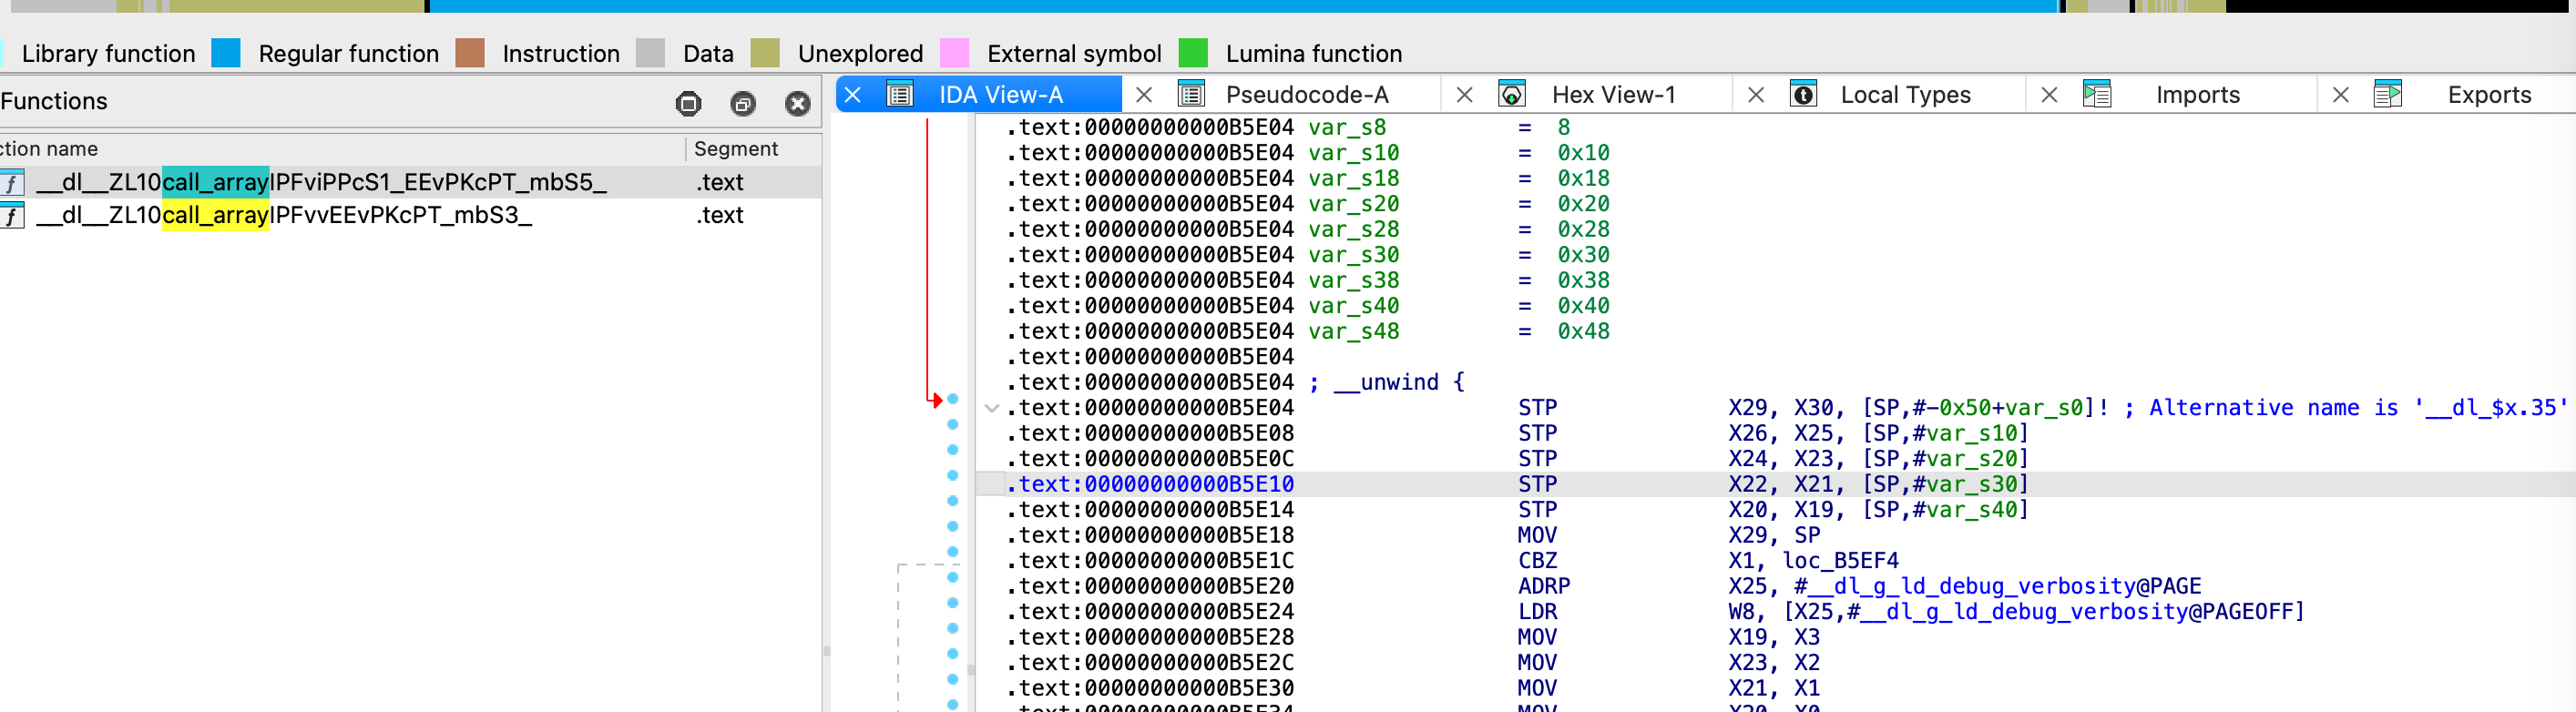 Library function Regular function Instruction Data Unexplored External symbol Lumina function
Functions
IDA View-A Pseudocode-A Hex View-1 Local Types Imports Exports
ction name Segment
__dl__ZL10call_arrayIPFviPPcS1_EEvPKcPT_mbS5_ .text
__dl__ZL10call_arrayIPFvvEEvPKcPT_mbS3_ .text
.text:00000000000B5E04 var_s8 = 8
.text:00000000000B5E04 var_s10 = 0x10
.text:00000000000B5E04 var_s18 = 0x18
.text:00000000000B5E04 var_s20 = 0x20
.text:00000000000B5E04 var_s28 = 0x28
.text:00000000000B5E04 var_s30 = 0x30
.text:00000000000B5E04 var_s38 = 0x38
.text:00000000000B5E04 var_s40 = 0x40
.text:00000000000B5E04 var_s48 = 0x48
.text:00000000000B5E04
.text:00000000000B5E04 ; __unwind {
.text:00000000000B5E04 STP X29, X30, [SP,#-0x50+var_s0]! ; Alternative name is '__dl_$x.35'
.text:00000000000B5E08 STP X26, X25, [SP,#var_s10]
.text:00000000000B5E0C STP X24, X23, [SP,#var_s20]
.text:00000000000B5E10 STP X22, X21, [SP,#var_s30]
.text:00000000000B5E14 STP X20, X19, [SP,#var_s40]
.text:00000000000B5E18 MOV X29, SP
.text:00000000000B5E1C CBZ X1, loc_B5EF4
.text:00000000000B5E20 ADRP X25, #__dl_g_ld_debug_verbosity@PAGE
.text:00000000000B5E24 LDR W8, [X25,#__dl_g_ld_debug_verbosity@PAGEOFF]
.text:00000000000B5E28 MOV X19, X3
.text:00000000000B5E2C MOV X23, X2
.text:00000000000B5E30 MOV X21, X1